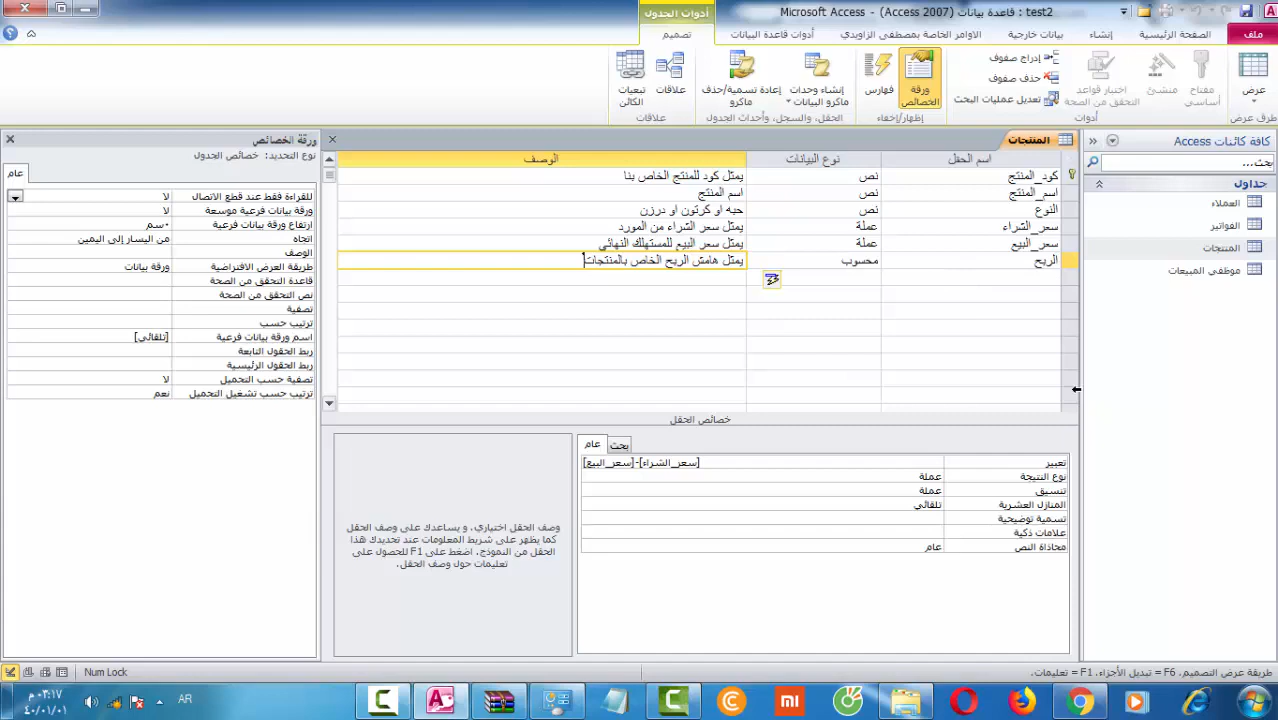 test2 : قاعدة بيانات (Access 2007) - Microsoft Access
أدوات الجدول
ملف
الصفحة الرئيسية
إنشاء
بيانات خارجية
الاوامر الخاصة بمصطفى الزاويدي
أدوات قاعدة البيانات
تصميم
عرض
مفتاح أساسي
منشئ
اختبار قواعد التحقق من الصحة
إدراج صفوف
حذف صفوف
تعديل عمليات البحث
ورقة الخصائص
فهارس
إنشاء وحدات ماكرو البيانات
إعادة تسمية/حذف ماكرو
علاقات
تبعيات الكائن
طرق عرض
أدوات
إظهار/إخفاء
الحقل، والسجل، وأحداث الجدول
علاقات
كافة كائنات Access
بحث...
جداول
العملاء
الفواتير
المنتجات
موظفى المبيعات
المنتجات
اسم الحقل
نوع البيانات
الوصف
كود_المنتج
نص
يمثل كود للمنتج الخاص بنا
اسم_المنتج
نص
اسم المنتج
النوع
نص
حبه او كرتون او درزن
سعر_الشراء
عملة
يمثل سعر الشراء من المورد
سعر_البيع
عملة
يمثل سعر البيع للمستهلك النهائي
الربح
محسوب
يمثل هامش الربح الخاص بالمنتجات
خصائص الحقل
عام
بحث
تعبير
[سعر_الشراء]-[سعر_البيع]
نوع النتيجة
عملة
تنسيق
عملة
المنازل العشرية
تلقائي
تسمية توضيحية
علامات ذكية
محاذاة النص
عام
وصف الحقل اختياري، و يساعدك على وصف الحقل
كما يظهر على شريط المعلومات عند تحديدك هذا
الحقل من النموذج. اضغط على F1 للحصول على
تعليمات حول وصف الحقل.
ورقة الخصائص
نوع التحديد: خصائص الجدول
عام
للقراءة فقط عند قطع الاتصال
لا
ورقة بيانات فرعية موسعة
لا
ارتفاع ورقة بيانات فرعية
٠سم
اتجاه
من اليسار إلى اليمين
الوصف
طريقة العرض الافتراضية
ورقة بيانات
قاعدة التحقق من الصحة
نص التحقق من الصحة
تصفية
ترتيب حسب
اسم ورقة بيانات فرعية
[تلقائي]
ربط الحقول التابعة
ربط الحقول الرئيسية
تصفية حسب التحميل
لا
ترتيب حسب تشغيل التحميل
نعم
طريقة عرض التصميم. F6 = تبديل الأجزاء. F1 = تعليمات.
Num Lock
AR
٠٣:١٧ م
٤٠/٠١/٠١